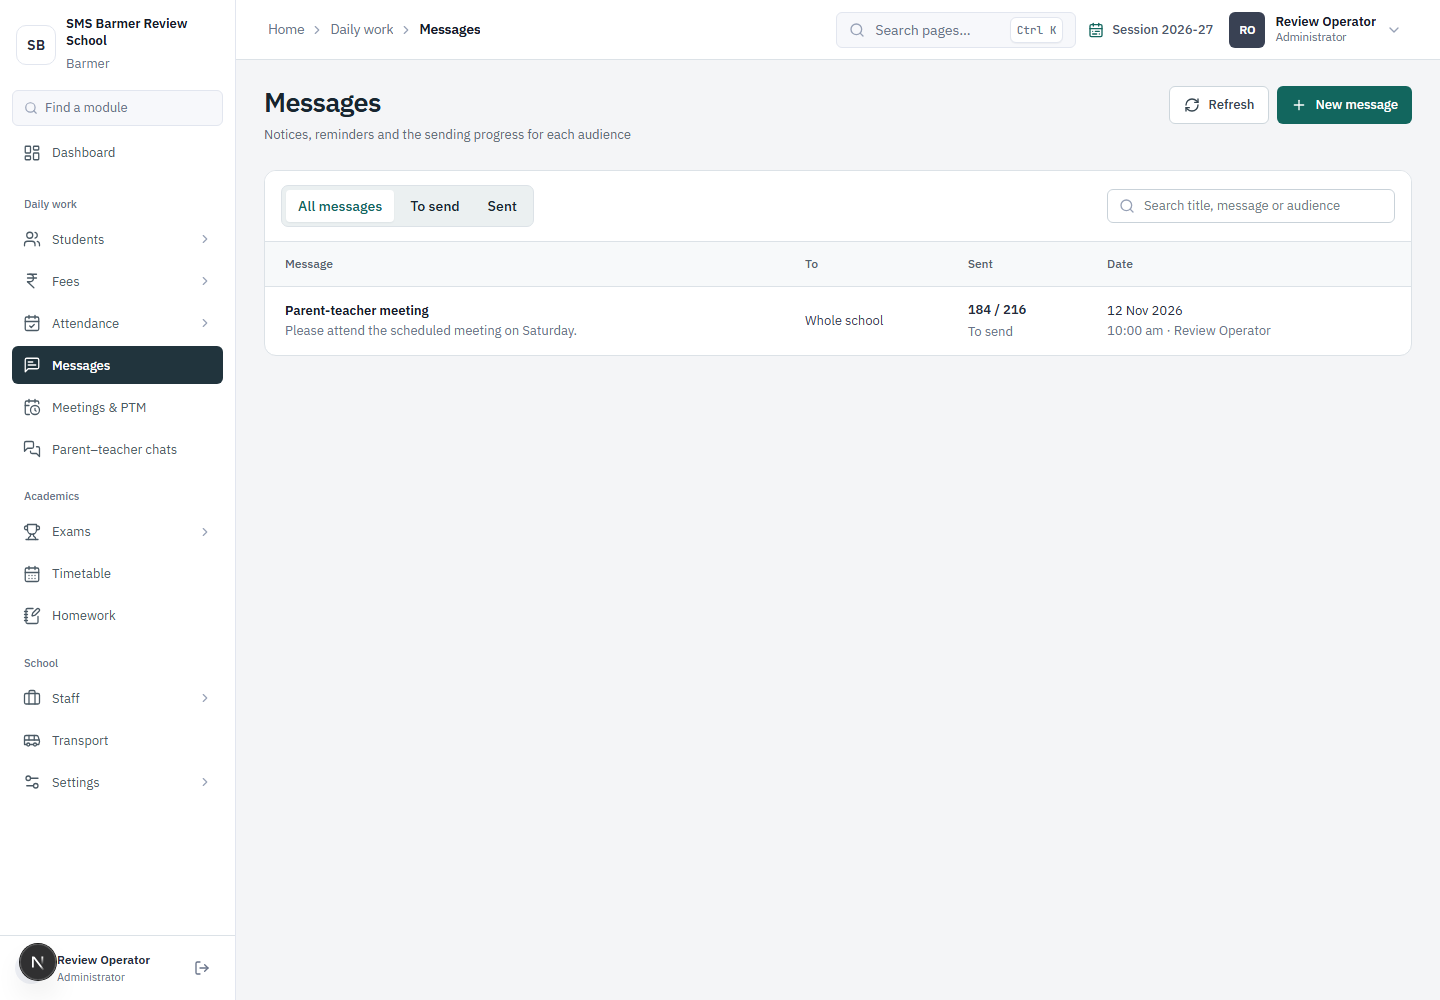 SB
SMS Barmer Review
School
Barmer
Find a module
Dashboard
Daily work
Students
Fees
Attendance
Messages
Meetings & PTM
Parent–teacher chats
Academics
Exams
Timetable
Homework
School
Staff
Transport
Settings
N
Review Operator
Administrator
Home
Daily work
Messages
Search pages...
Ctrl K
Session 2026-27
RO
Review Operator
Administrator
Messages
Notices, reminders and the sending progress for each audience
Refresh
New message
All messages
To send
Sent
Search title, message or audience
Message
To
Sent
Date
Parent-teacher meeting
Please attend the scheduled meeting on Saturday.
Whole school
184 / 216
To send
12 Nov 2026
10:00 am · Review Operator